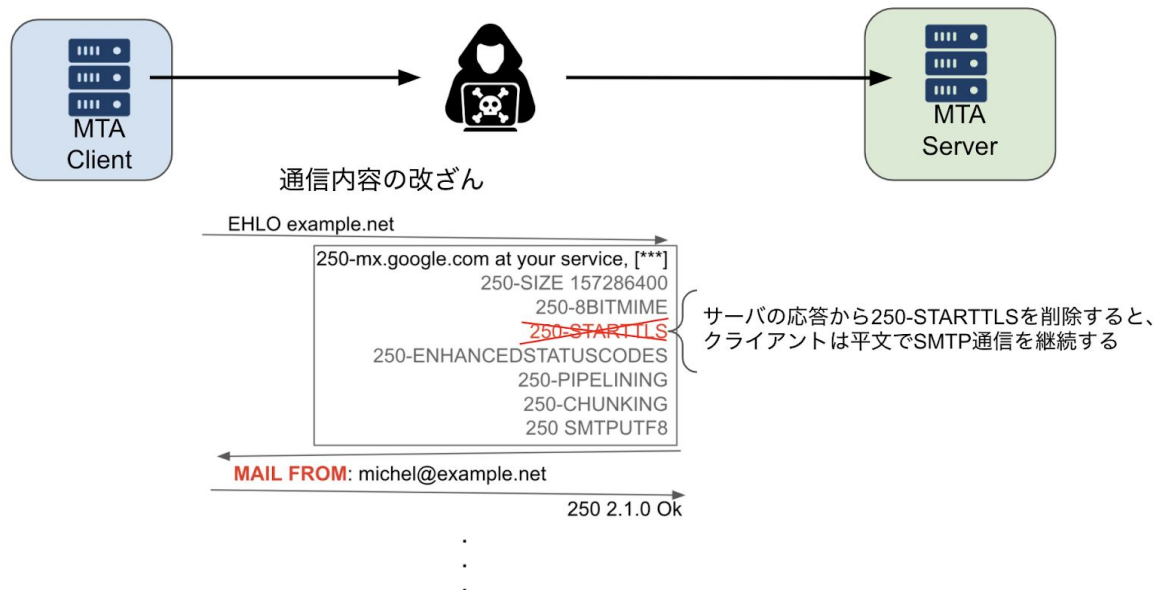 MTA
Client
MTA
Server
通信内容の改ざん
EHLO example.net
250-mx.google.com at your service, [***]
250-SIZE 157286400
250-8BITMIME
250-STARTTLS
250-ENHANCEDSTATUSCODES
250-PIPELINING
250-CHUNKING
250 SMTPUTF8
サーバの応答から250-STARTTLSを削除すると、
クライアントは平文でSMTP通信を継続する
MAIL FROM: michel@example.net
250 2.1.0 Ok
.
.
.